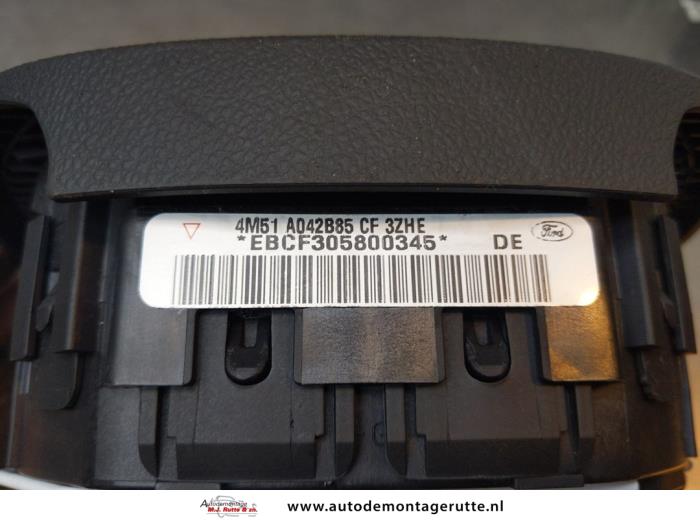 4M51 A042B85 CF 3ZHE
*EBCF305800345*
DE
Ford
Autodemontage
M.J. Rutte & zn.
www.autodemontagerutte.nl